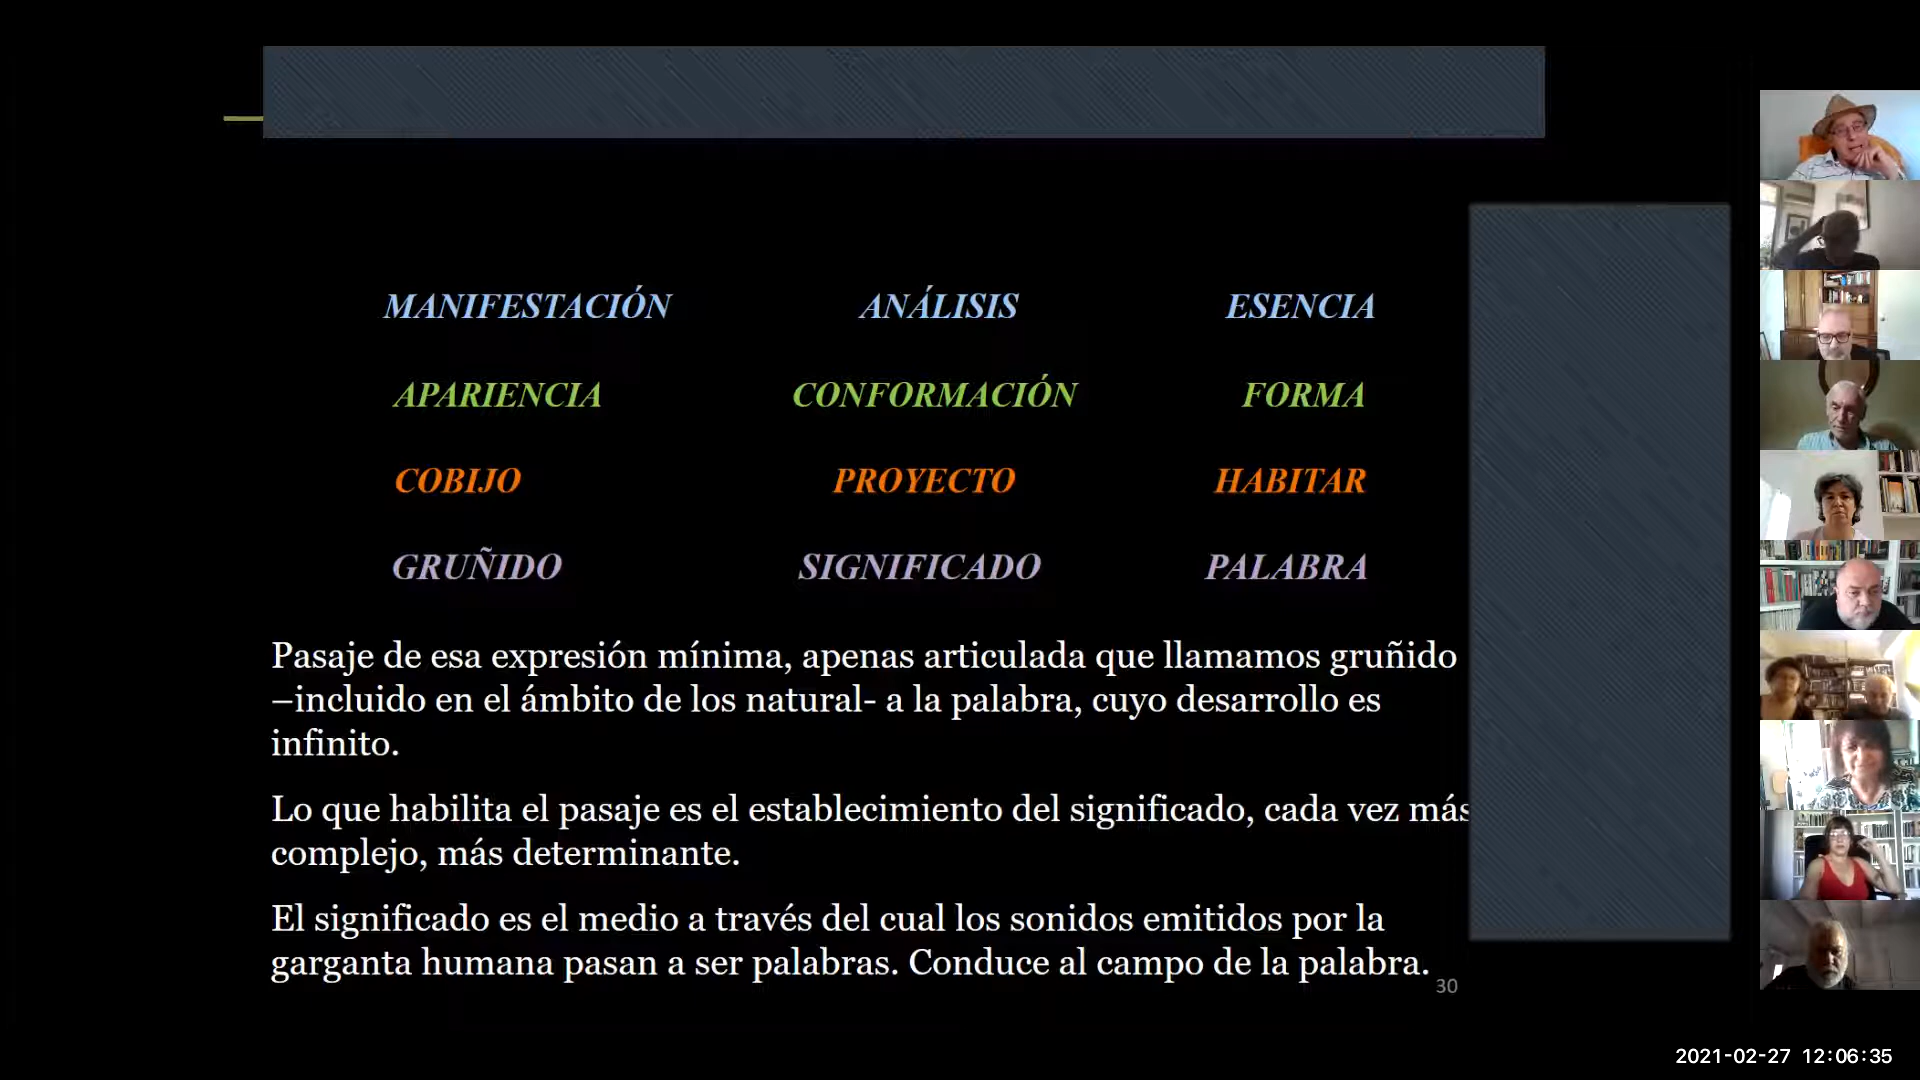 MANIFESTACIÓN ANÁLISIS ESENCIA
APARIENCIA CONFORMACIÓN FORMA
COBIJO PROYECTO HABITAR
GRUÑIDO SIGNIFICADO PALABRA
Pasaje de esa expresión mínima, apenas articulada que llamamos gruñido
–incluido en el ámbito de los natural- a la palabra, cuyo desarrollo es
infinito.
Lo que habilita el pasaje es el establecimiento del significado, cada vez más
complejo, más determinante.
El significado es el medio a través del cual los sonidos emitidos por la
garganta humana pasan a ser palabras. Conduce al campo de la palabra.
30
2021-02-27 12:06:35